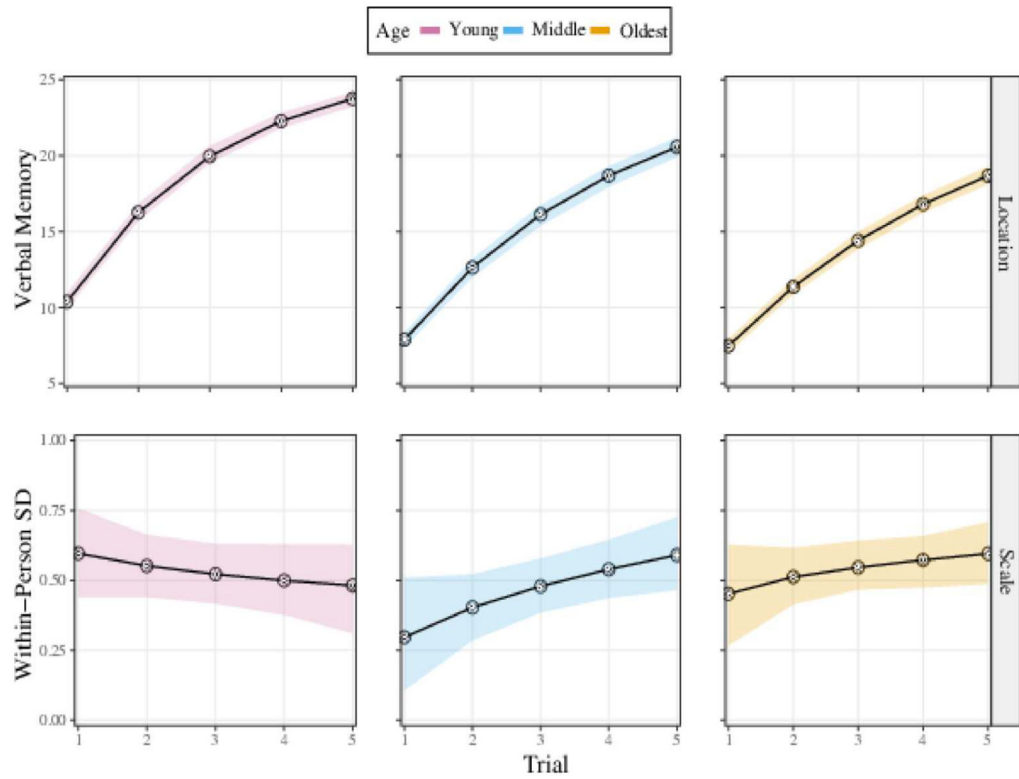 Age Young Middle Oldest
25
20
15
10
5
Verbal Memory
Location
1.00
0.75
0.50
0.25
0.00
Within-Person SD
Scale
1 2 3 4 5 1 2 3 4 5 1 2 3 4 5
Trial